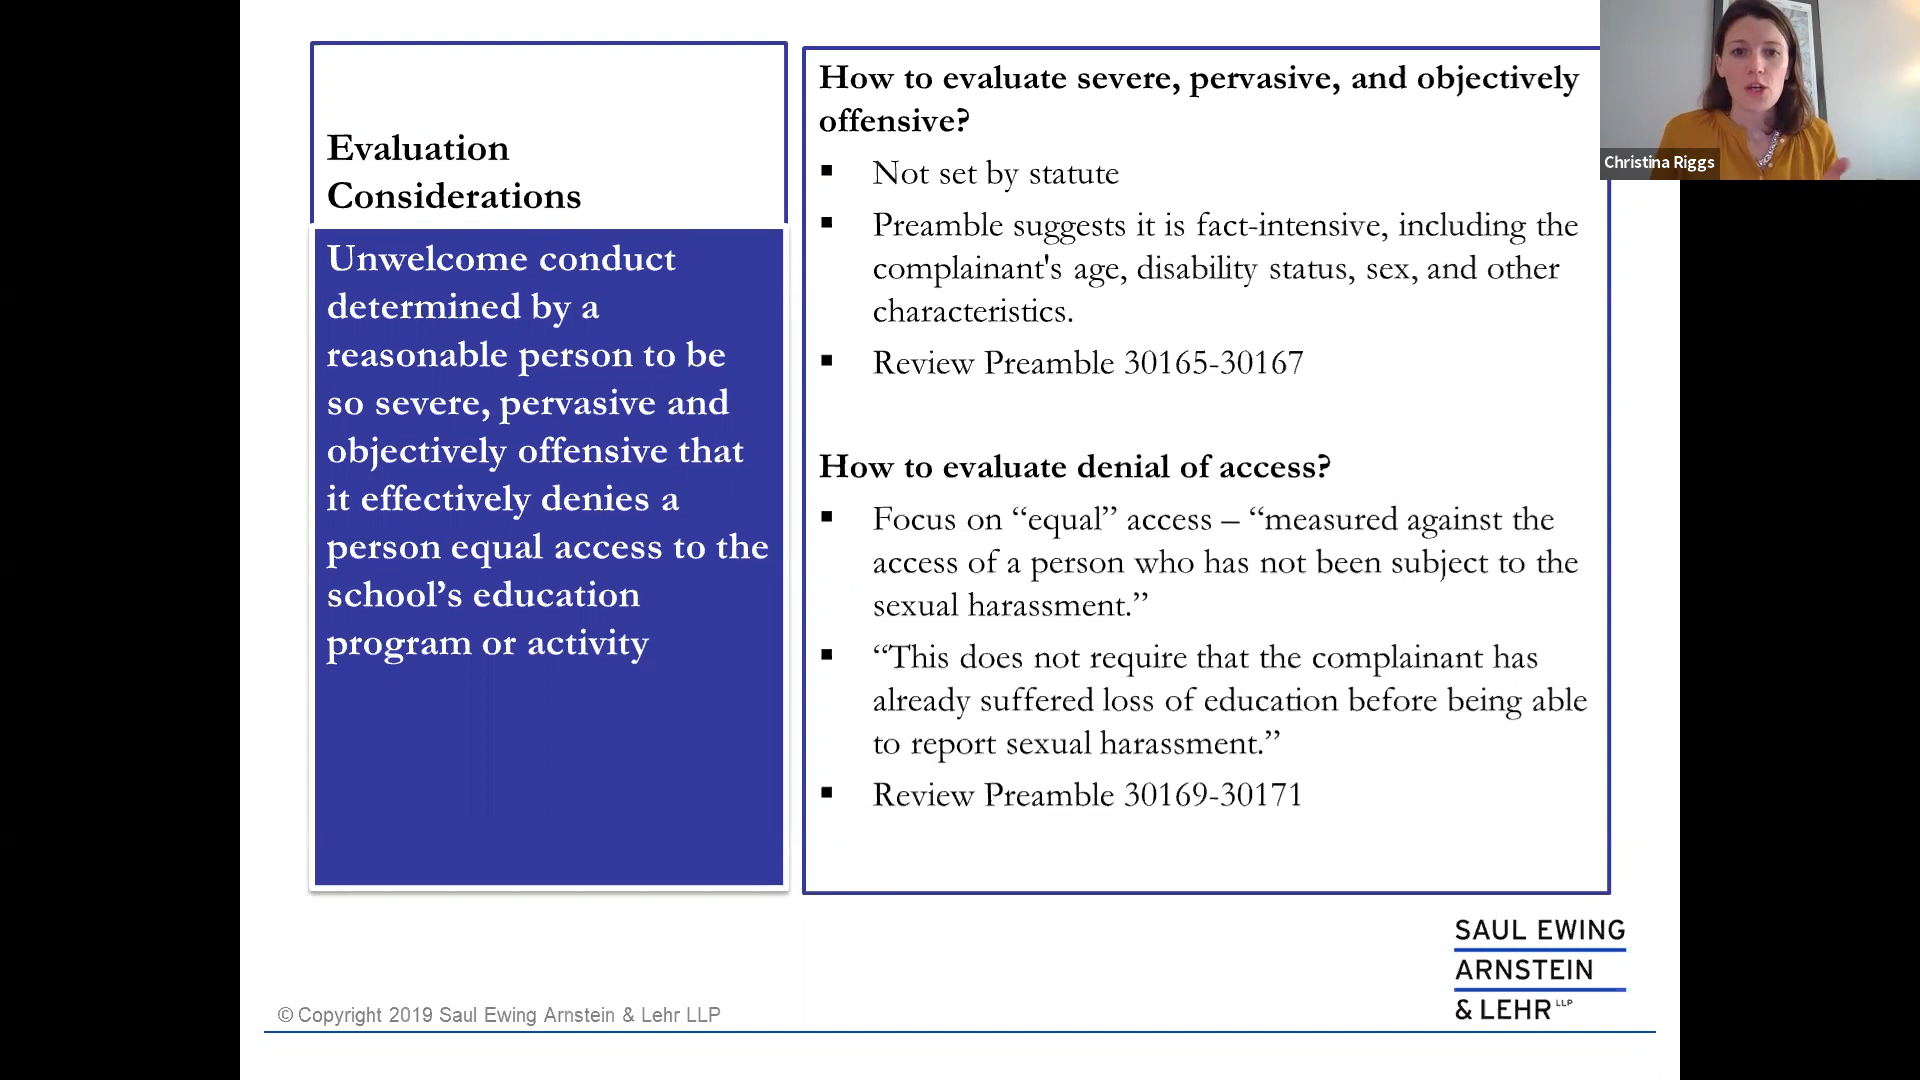 Evaluation
Considerations
Unwelcome conduct
determined by a
reasonable person to be
so severe, pervasive and
objectively offensive that
it effectively denies a
person equal access to the
school’s education
program or activity
How to evaluate severe, pervasive, and objectively
offensive?
▪ Not set by statute
▪ Preamble suggests it is fact-intensive, including the
complainant's age, disability status, sex, and other
characteristics.
▪ Review Preamble 30165-30167
How to evaluate denial of access?
▪ Focus on “equal” access – “measured against the
access of a person who has not been subject to the
sexual harassment.”
▪ “This does not require that the complainant has
already suffered loss of education before being able
to report sexual harassment.”
▪ Review Preamble 30169-30171
Christina Riggs
SAUL EWING
ARNSTEIN
& LEHR LLP
© Copyright 2019 Saul Ewing Arnstein & Lehr LLP